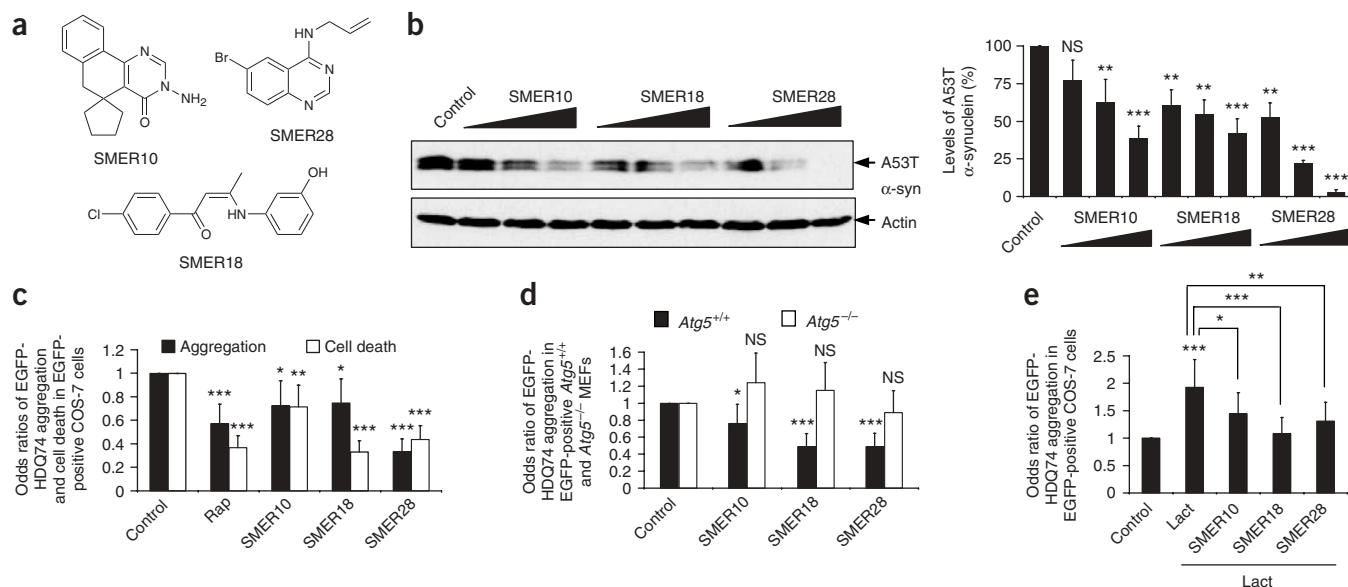 a
N
N
NH2
O
SMER10
HN
Br
N
N
SMER28
Cl
O
HN
OH
SMER18
b
Control
SMER10
SMER18
SMER28
A53T
α-syn
Actin
Levels of A53T
α-synuclein (%)
100
75
50
25
0
NS
**
***
**
**
***
**
***
***
Control
SMER10
SMER18
SMER28
c
Odds ratios of EGFP-
HDQ74 aggregation
and cell death in EGFP-
positive COS-7 cells
1.2
1
0.8
0.6
0.4
0.2
0
Aggregation
Cell death
***
***
*
**
*
***
***
***
Control
Rap
SMER10
SMER18
SMER28
d
Odds ratio of EGFP-
HDQ74 aggregation in
EGFP-positive Atg5+/+
and Atg5−/− MEFs
Atg5+/+
Atg5−/−
1.6
1.4
1.2
1
0.8
0.6
0.4
0.2
0
*
NS
***
NS
***
NS
Control
SMER10
SMER18
SMER28
e
Odds ratio of EGFP-
HDQ74 aggregation in
EGFP-positive COS-7 cells
2.5
2
1.5
1
0.5
0
**
***
*
***
Control
Lact
SMER10
SMER18
SMER28
Lact